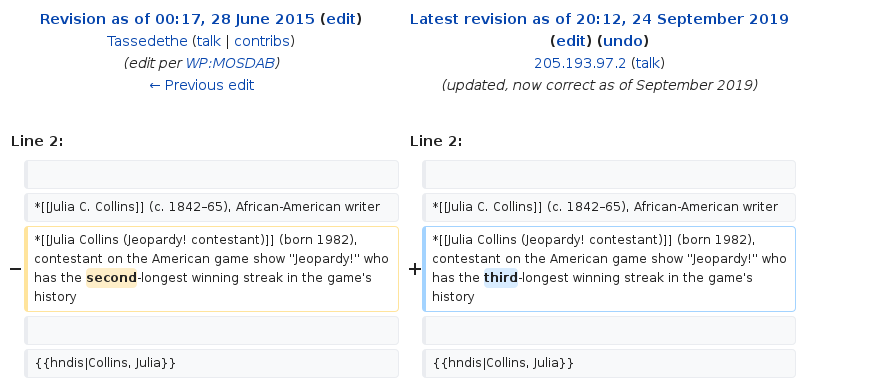 Revision as of 00:17, 28 June 2015 (edit)
Tassedethe (talk | contribs)
(edit per WP:MOSDAB)
← Previous edit
Latest revision as of 20:12, 24 September 2019
(edit) (undo)
205.193.97.2 (talk)
(updated, now correct as of September 2019)
Line 2:
Line 2:
*[[Julia C. Collins]] (c. 1842–65), African-American writer
*[[Julia C. Collins]] (c. 1842–65), African-American writer
− *[[Julia Collins (Jeopardy! contestant)]] (born 1982),
contestant on the American game show "Jeopardy!" who
has the second-longest winning streak in the game's
history
+ *[[Julia Collins (Jeopardy! contestant)]] (born 1982),
contestant on the American game show "Jeopardy!" who
has the third-longest winning streak in the game's
history
{{hndis|Collins, Julia}}
{{hndis|Collins, Julia}}